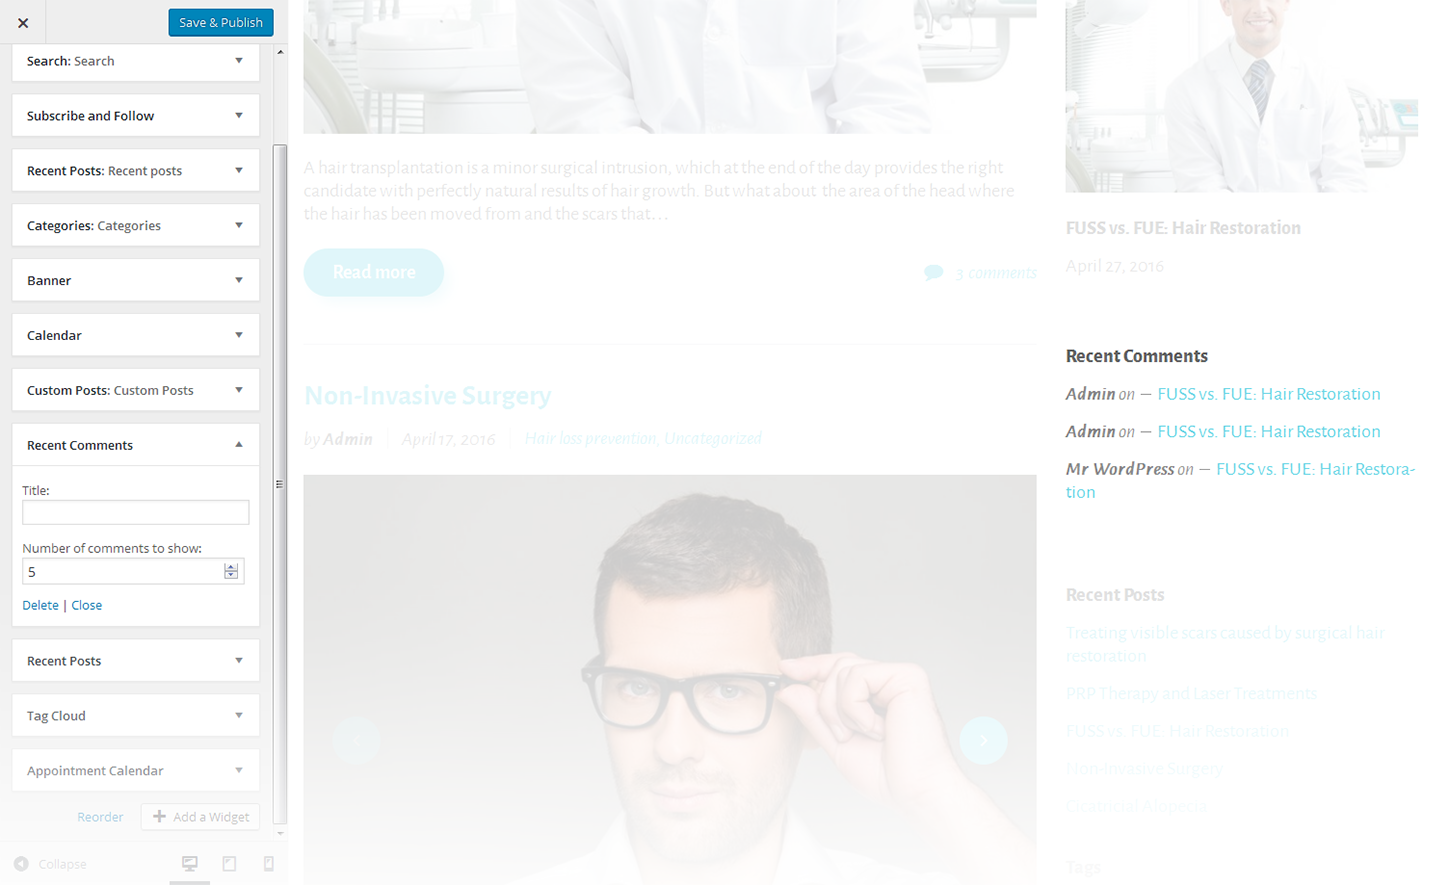 Save & Publish
Search: Search
Subscribe and Follow
Recent Posts: Recent posts
Categories: Categories
Banner
Calendar
Custom Posts: Custom Posts
Recent Comments
Title:
Number of comments to show:
5
Delete | Close
Recent Posts
Tag Cloud
Appointment Calendar
Reorder
Add a Widget
Collapse
A hair transplantation is a minor surgical intrusion, which at the end of the day provides the right
candidate with perfectly natural results of hair growth. But what about the area of the head where
the hair has been moved from and the scars that…
Read more
3 comments
Non-Invasive Surgery
by Admin April 17, 2016 Hair loss prevention, Uncategorized
FUSS vs. FUE: Hair Restoration
April 27, 2016
Recent Comments
Admin on — FUSS vs. FUE: Hair Restoration
Admin on — FUSS vs. FUE: Hair Restoration
Mr WordPress on — FUSS vs. FUE: Hair Restora-
tion
Recent Posts
Treating visible scars caused by surgical hair
restoration
PRP Therapy and Laser Treatments
FUSS vs. FUE: Hair Restoration
Non-Invasive Surgery
Cicatricial Alopecia
Tags